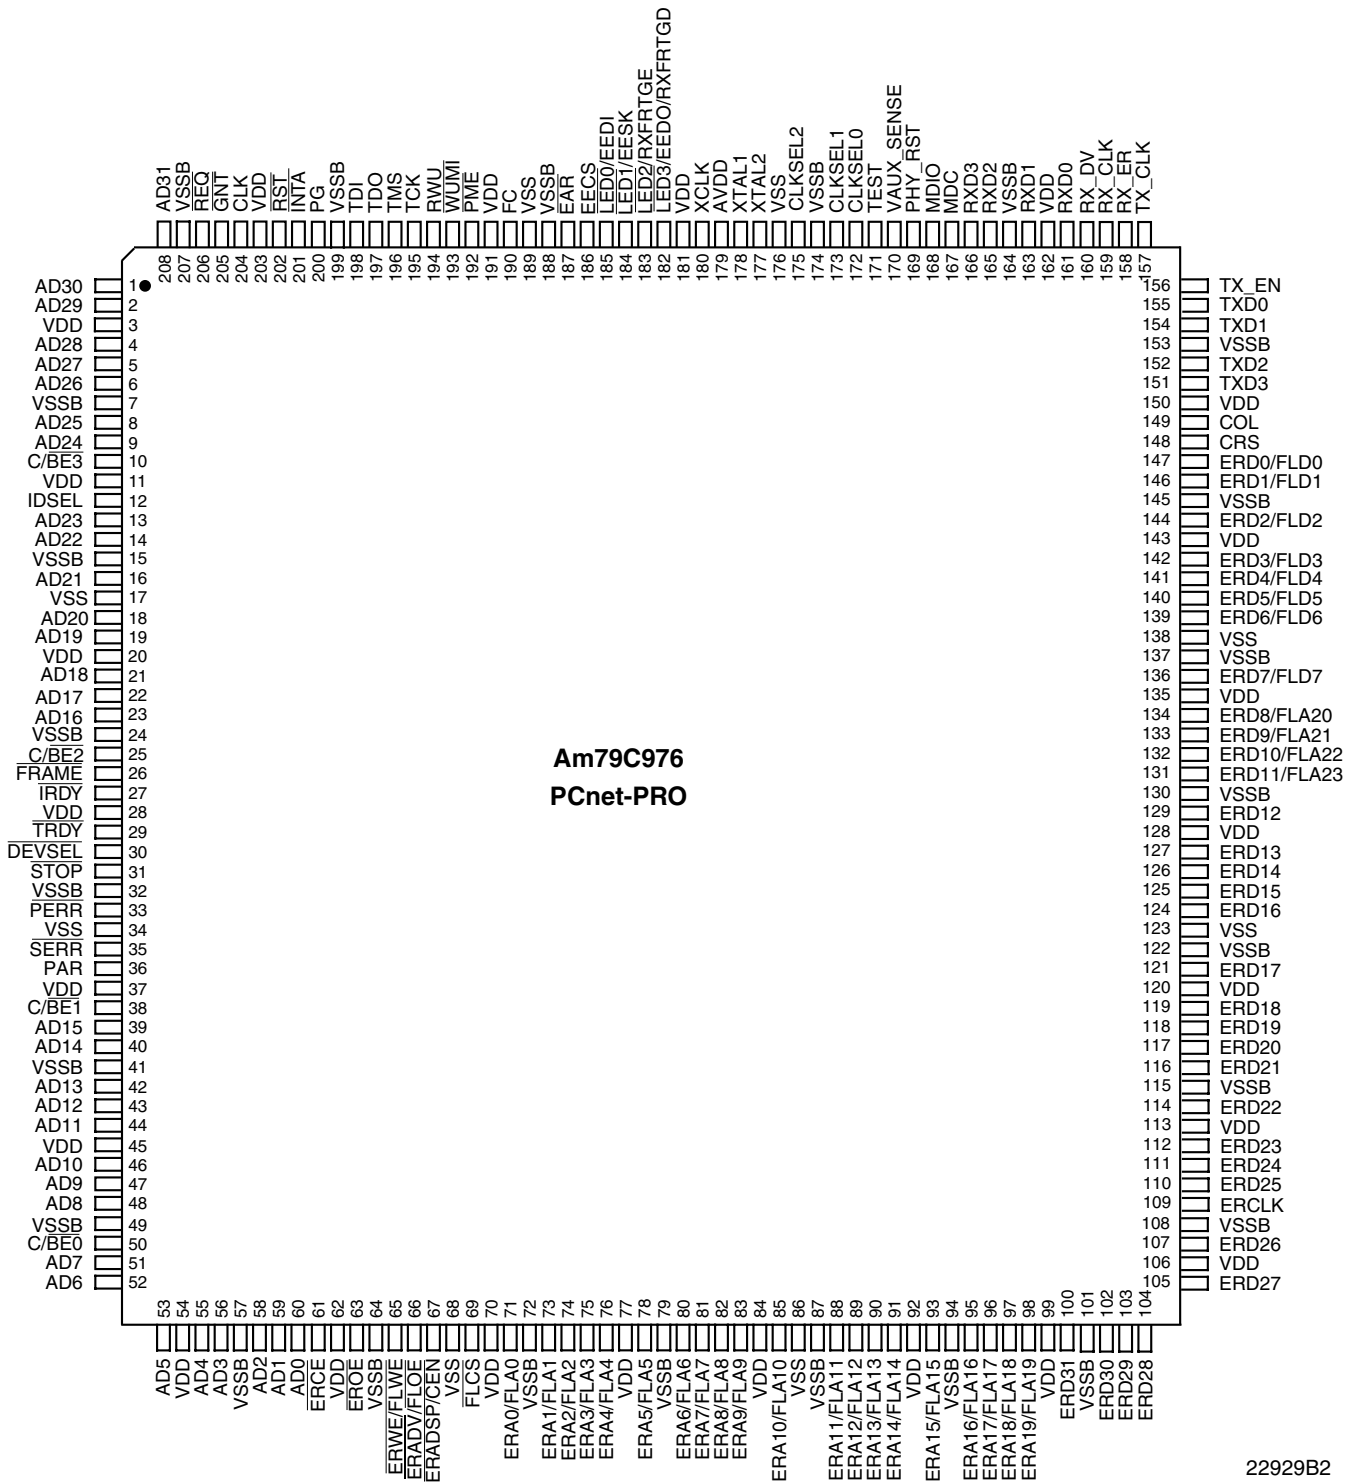 AD31
VSSB
REQ
GNT
CLK
VDD
RST
INTA
PG
VSSB
TDI
TDO
TMS
TCK
RWU
WUMI
PME
VDD
FC
VSS
VSSB
EAR
EECS
LED0/EEDI
LED1/EESK
LED2/RXFRTGE
LED3/EEDO/RXFRTGD
VDD
XCLK
AVDD
XTAL1
XTAL2
VSS
CLKSEL2
VSSB
CLKSEL1
CLKSEL0
TEST
VAUX_SENSE
PHY_RST
MDIO
MDC
RXD3
RXD2
VSSB
RXD1
VDD
RXD0
RX_DV
RX_CLK
RX_ER
TX_CLK
208
207
206
205
204
203
202
201
200
199
198
197
196
195
194
193
192
191
190
189
188
187
186
185
184
183
182
181
180
179
178
177
176
175
174
173
172
171
170
169
168
167
166
165
164
163
162
161
160
159
158
157
AD30 1 156 TX_EN
AD29 2 155 TXD0
VDD 3 154 TXD1
AD28 4 153 VSSB
AD27 5 152 TXD2
AD26 6 151 TXD3
VSSB 7 150 VDD
AD25 8 149 COL
AD24 9 148 CRS
C/BE3 10 147 ERD0/FLD0
VDD 11 146 ERD1/FLD1
IDSEL 12 145 VSSB
AD23 13 144 ERD2/FLD2
AD22 14 143 VDD
VSSB 15 142 ERD3/FLD3
AD21 16 141 ERD4/FLD4
VSS 17 140 ERD5/FLD5
AD20 18 139 ERD6/FLD6
AD19 19 138 VSS
VDD 20 137 VSSB
AD18 21 136 ERD7/FLD7
AD17 22 135 VDD
AD16 23 134 ERD8/FLA20
VSSB 24 133 ERD9/FLA21
C/BE2 25 132 ERD10/FLA22
FRAME 26 131 ERD11/FLA23
IRDY 27 130 VSSB
VDD 28 129 ERD12
TRDY 29 128 VDD
DEVSEL 30 127 ERD13
STOP 31 126 ERD14
VSSB 32 125 ERD15
PERR 33 124 ERD16
VSS 34 123 VSS
SERR 35 122 VSSB
PAR 36 121 ERD17
VDD 37 120 VDD
C/BE1 38 119 ERD18
AD15 39 118 ERD19
AD14 40 117 ERD20
VSSB 41 116 ERD21
AD13 42 115 VSSB
AD12 43 114 ERD22
AD11 44 113 VDD
VDD 45 112 ERD23
AD10 46 111 ERD24
AD9 47 110 ERD25
AD8 48 109 ERCLK
VSSB 49 108 VSSB
C/BE0 50 107 ERD26
AD7 51 106 VDD
AD6 52 105 ERD27
Am79C976
PCnet-PRO
53
54
55
56
57
58
59
60
61
62
63
64
65
66
67
68
69
70
71
72
73
74
75
76
77
78
79
80
81
82
83
84
85
86
87
88
89
90
91
92
93
94
95
96
97
98
99
100
101
102
103
104
AD5
VDD
AD4
AD3
VSSB
AD2
AD1
AD0
ERCE
VDD
EROE
VSSB
ERWE/FLWE
ERADV/FLOE
ERADSP/CEN
VSS
FLCS
VDD
ERA0/FLA0
VSSB
ERA1/FLA1
ERA2/FLA2
ERA3/FLA3
ERA4/FLA4
VDD
ERA5/FLA5
VSSB
ERA6/FLA6
ERA7/FLA7
ERA8/FLA8
ERA9/FLA9
VDD
ERA10/FLA10
VSS
VSSB
ERA11/FLA11
ERA12/FLA12
ERA13/FLA13
ERA14/FLA14
VDD
ERA15/FLA15
VSSB
ERA16/FLA16
ERA17/FLA17
ERA18/FLA18
ERA19/FLA19
VDD
ERD31
VSSB
ERD30
ERD29
ERD28
22929B2